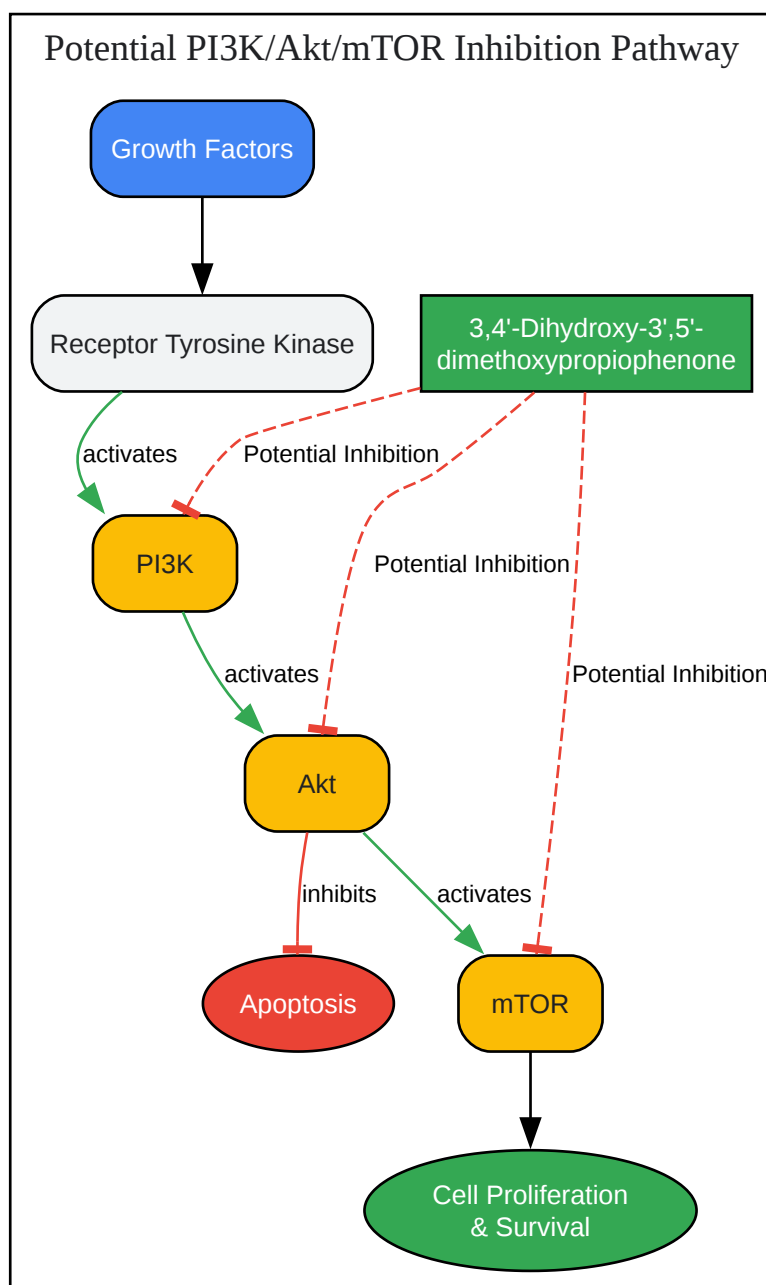 Potential PI3K/Akt/mTOR Inhibition Pathway
Growth Factors
Receptor Tyrosine Kinase
3,4'-Dihydroxy-3',5'-
dimethoxypropiophenone
activates
Potential Inhibition
PI3K
Potential Inhibition
activates
Potential Inhibition
Akt
inhibits
activates
Apoptosis
mTOR
Cell Proliferation
& Survival